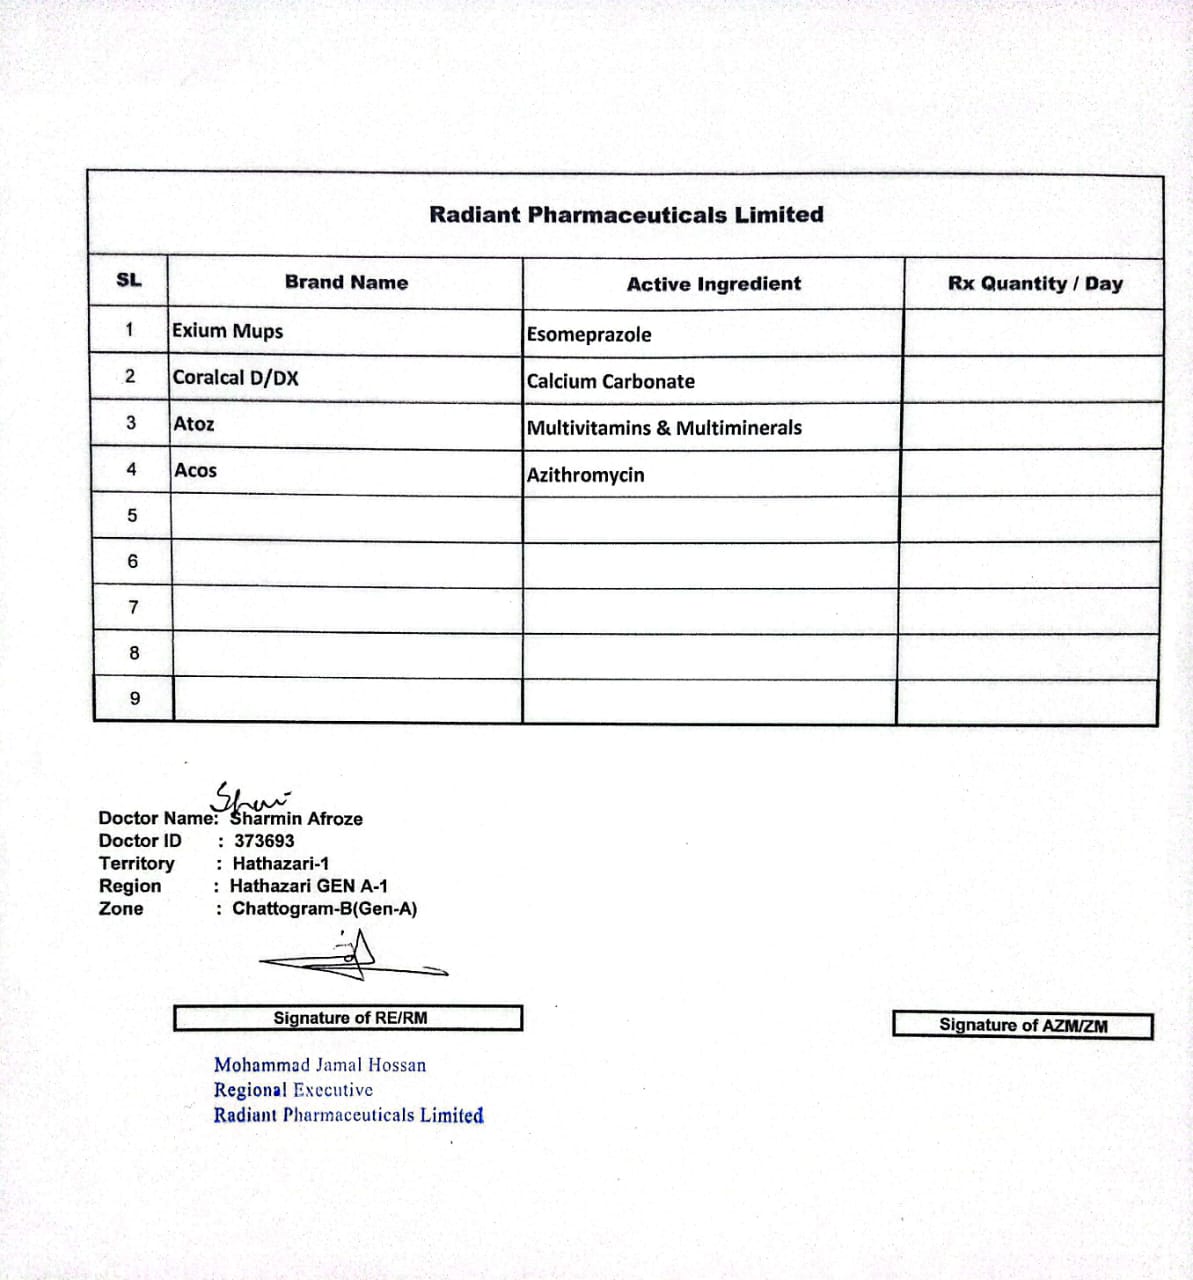 Radiant Pharmaceuticals Limited
SL Brand Name Active Ingredient Rx Quantity / Day
1 Exium Mups Esomeprazole
2 Coralcal D/DX Calcium Carbonate
3 Atoz Multivitamins & Multiminerals
4 Acos Azithromycin
5
6
7
8
9
Doctor Name: Sharmin Afroze
Doctor ID : 373693
Territory : Hathazari-1
Region : Hathazari GEN A-1
Zone : Chattogram-B(Gen-A)
Signature of RE/RM
Signature of AZM/ZM
Mohammad Jamal Hossan
Regional Executive
Radiant Pharmaceuticals Limited